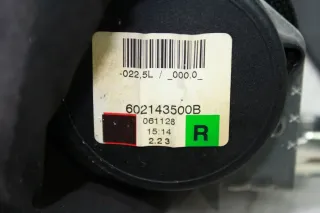 -022,5L / _000.0_
602143500B
061128
15:14
R
2.23